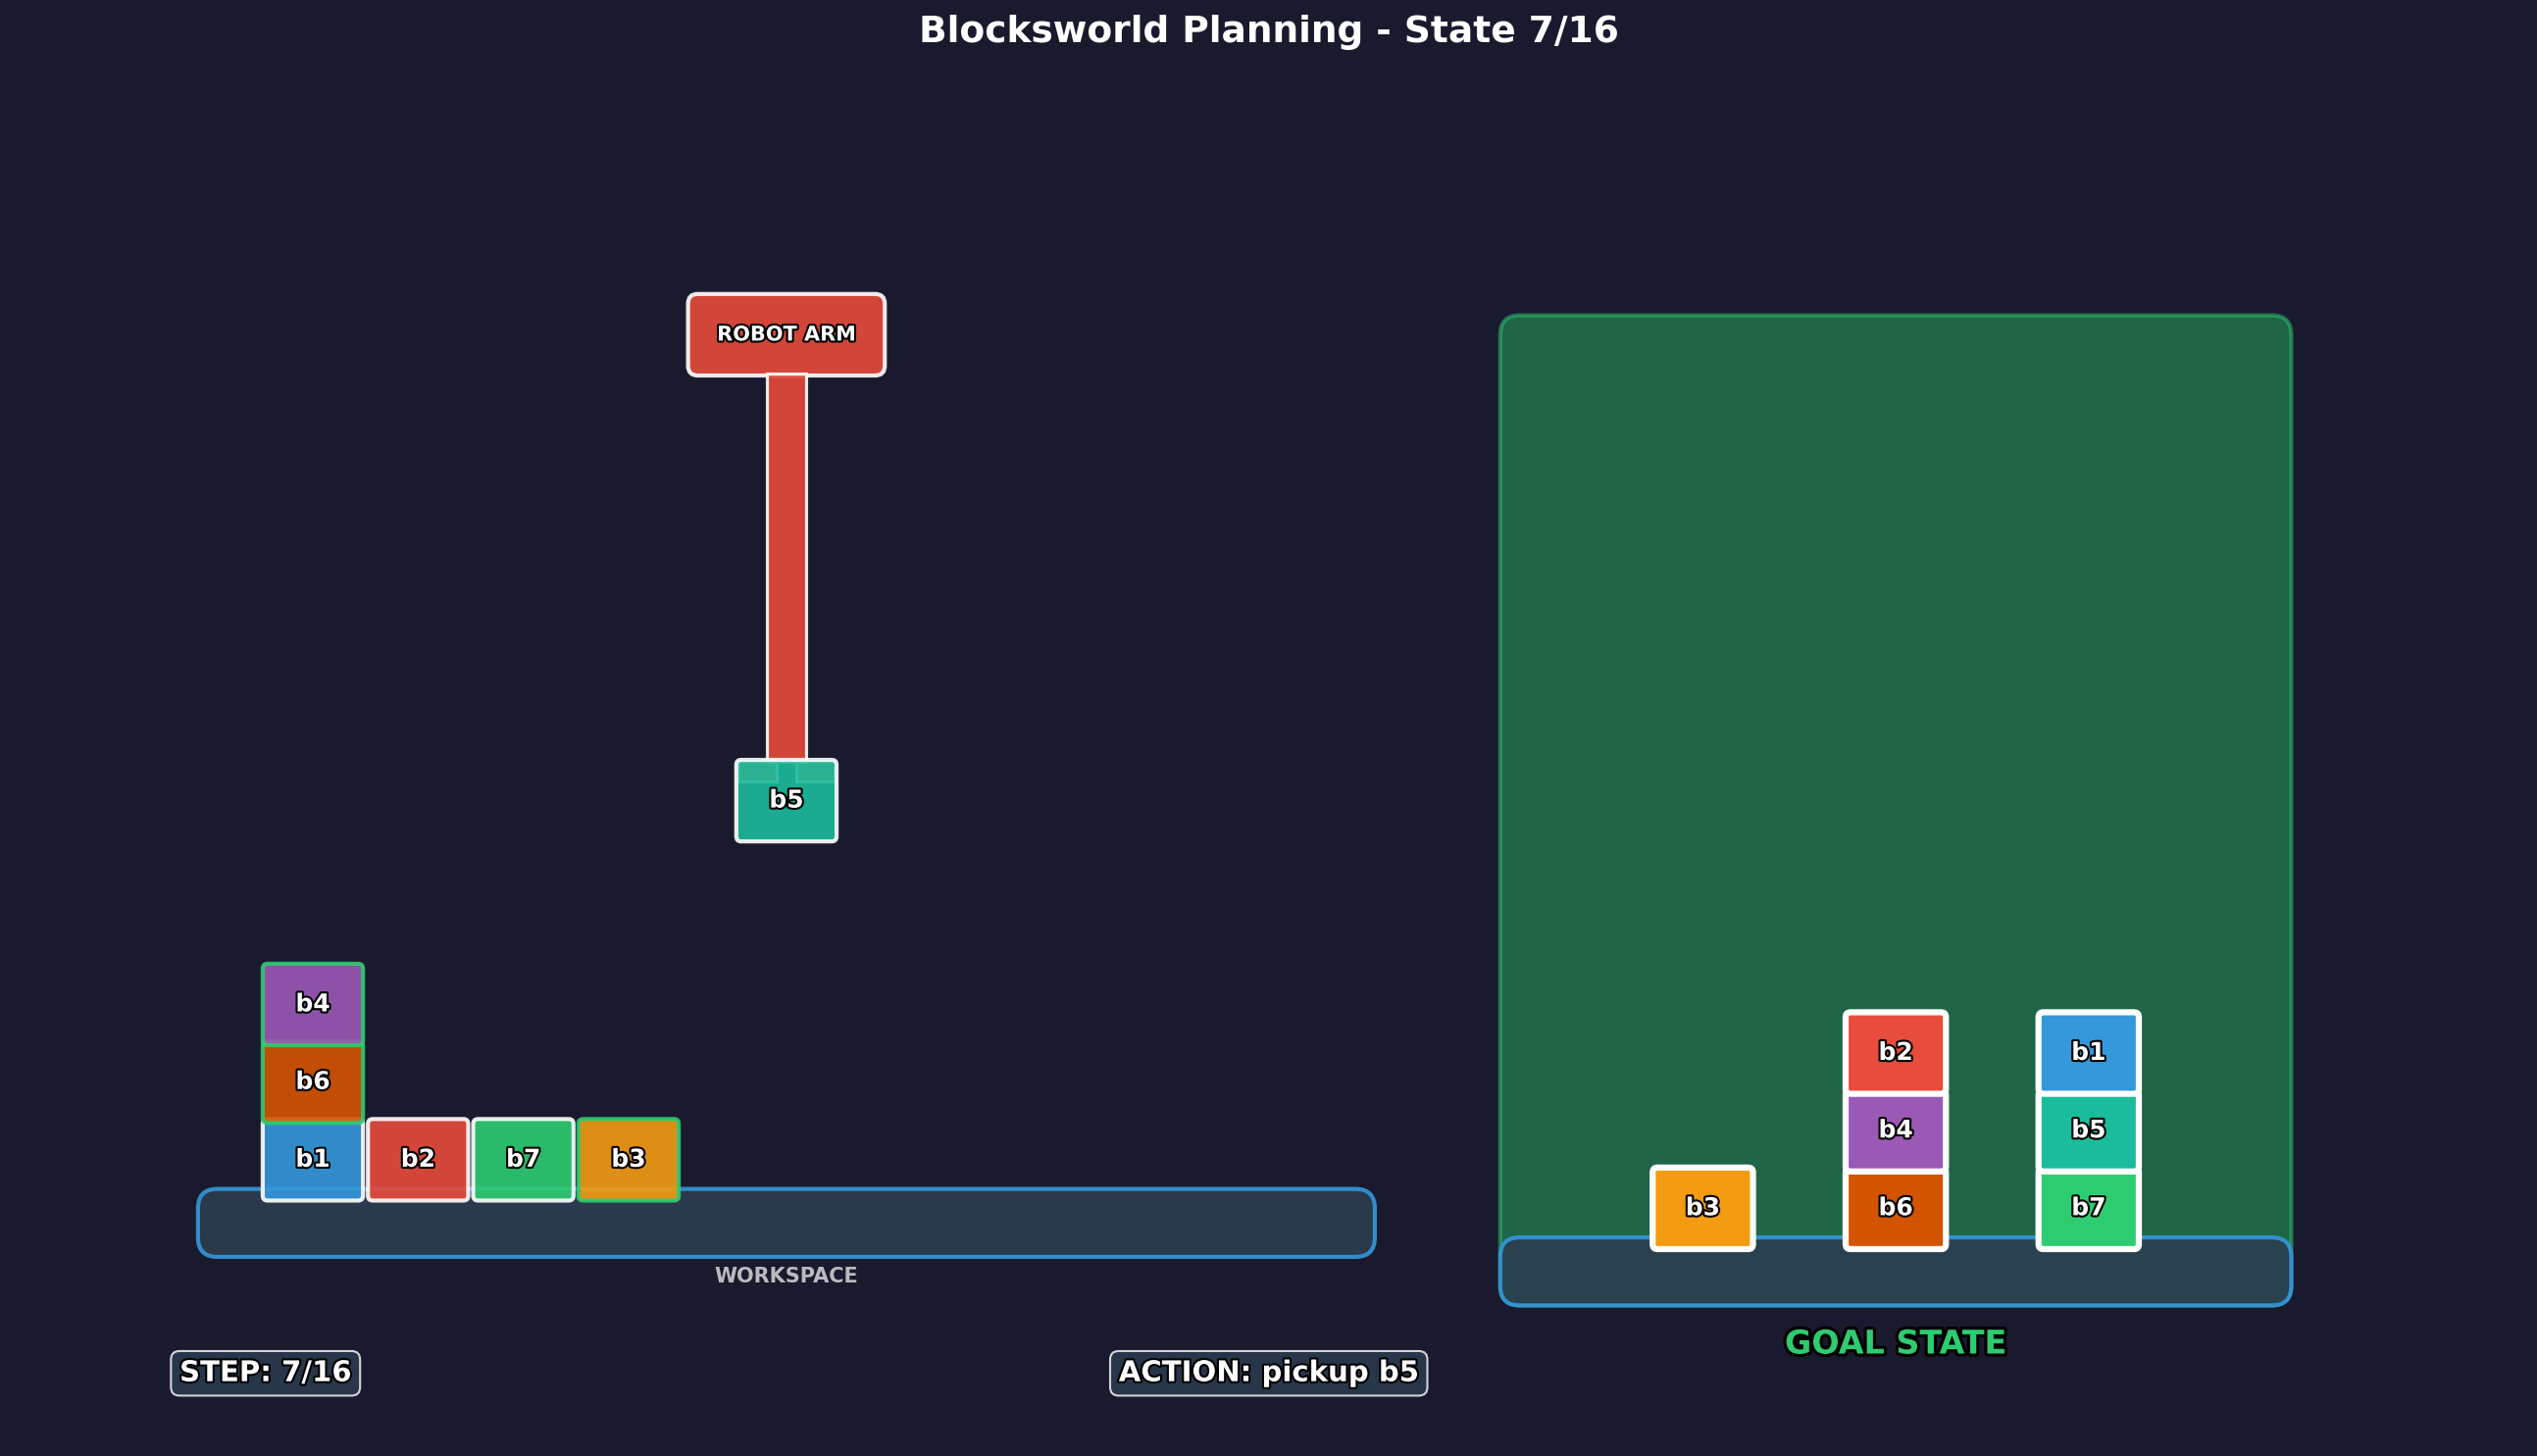 Blocksworld Planning - State 7/16
ROBOT ARM
b5
b4
b6
b1 b2 b7 b3
WORKSPACE
b2 b1
b4 b5
b3 b6 b7
GOAL STATE
STEP: 7/16
ACTION: pickup b5